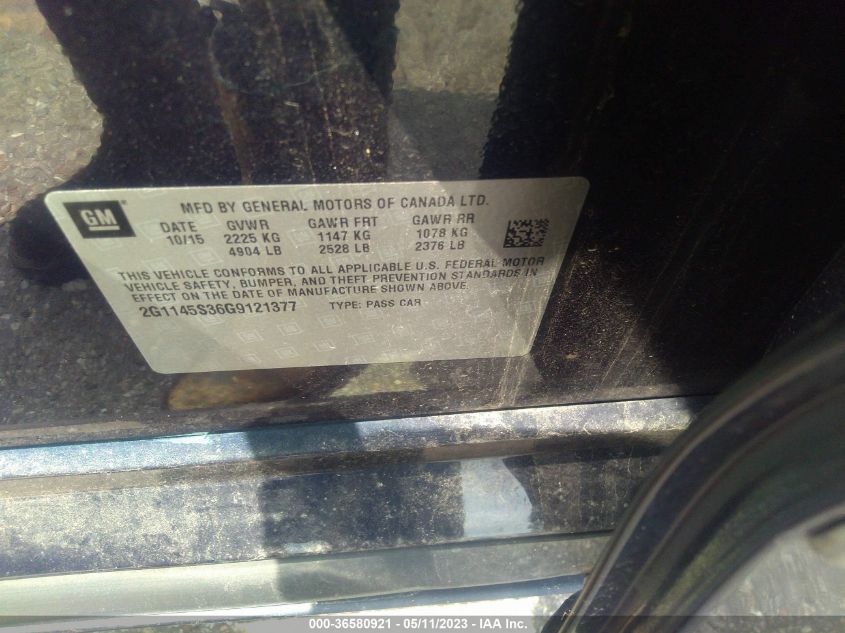 GM
MFD BY GENERAL MOTORS OF CANADA LTD.
DATE GVWR GAWR FRT GAWR RR
10/15 2225 KG 1147 KG 1078 KG
4904 LB 2528 LB 2376 LB
THIS VEHICLE CONFORMS TO ALL APPLICABLE U.S. FEDERAL MOTOR
VEHICLE SAFETY, BUMPER, AND THEFT PREVENTION STANDARDS IN
EFFECT ON THE DATE OF MANUFACTURE SHOWN ABOVE.
2G1145S36G9121377 TYPE: PASS CAR
000-36580921 - 05/11/2023 - IAA Inc.